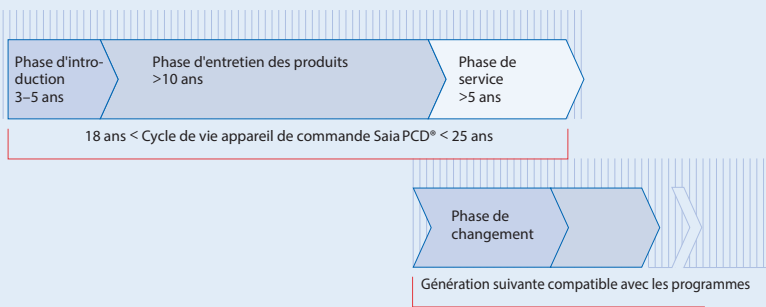 Phase d'intro-
duction
3–5 ans
Phase d'entretien des produits
>10 ans
Phase de
service
>5 ans
18 ans < Cycle de vie appareil de commande Saia PCD® < 25 ans
Phase de
changement
Génération suivante compatible avec les programmes